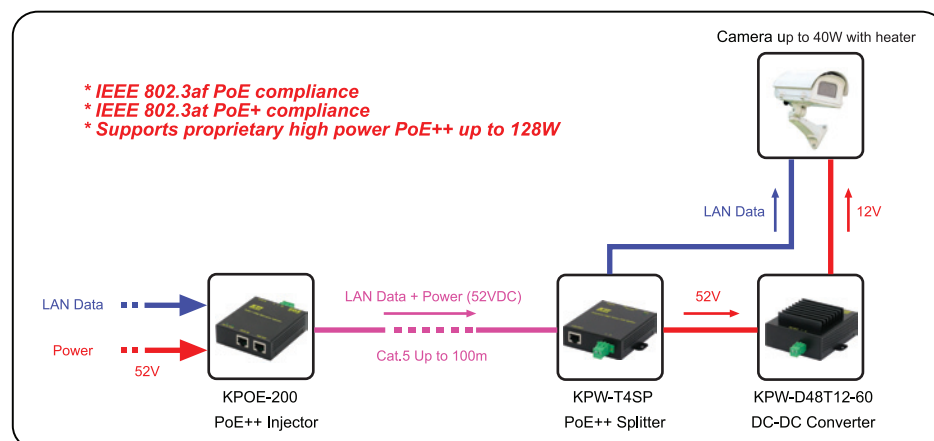 Camera up to 40W with heater
* IEEE 802.3af PoE compliance
* IEEE 802.3at PoE+ compliance
* Supports proprietary high power PoE++ up to 128W
LAN Data
12V
LAN Data
LAN Data + Power (52VDC)
52V
Power
52V
Cat.5 Up to 100m
KPOE-200
PoE++ Injector
KPW-T4SP
PoE++ Splitter
KPW-D48T12-60
DC-DC Converter